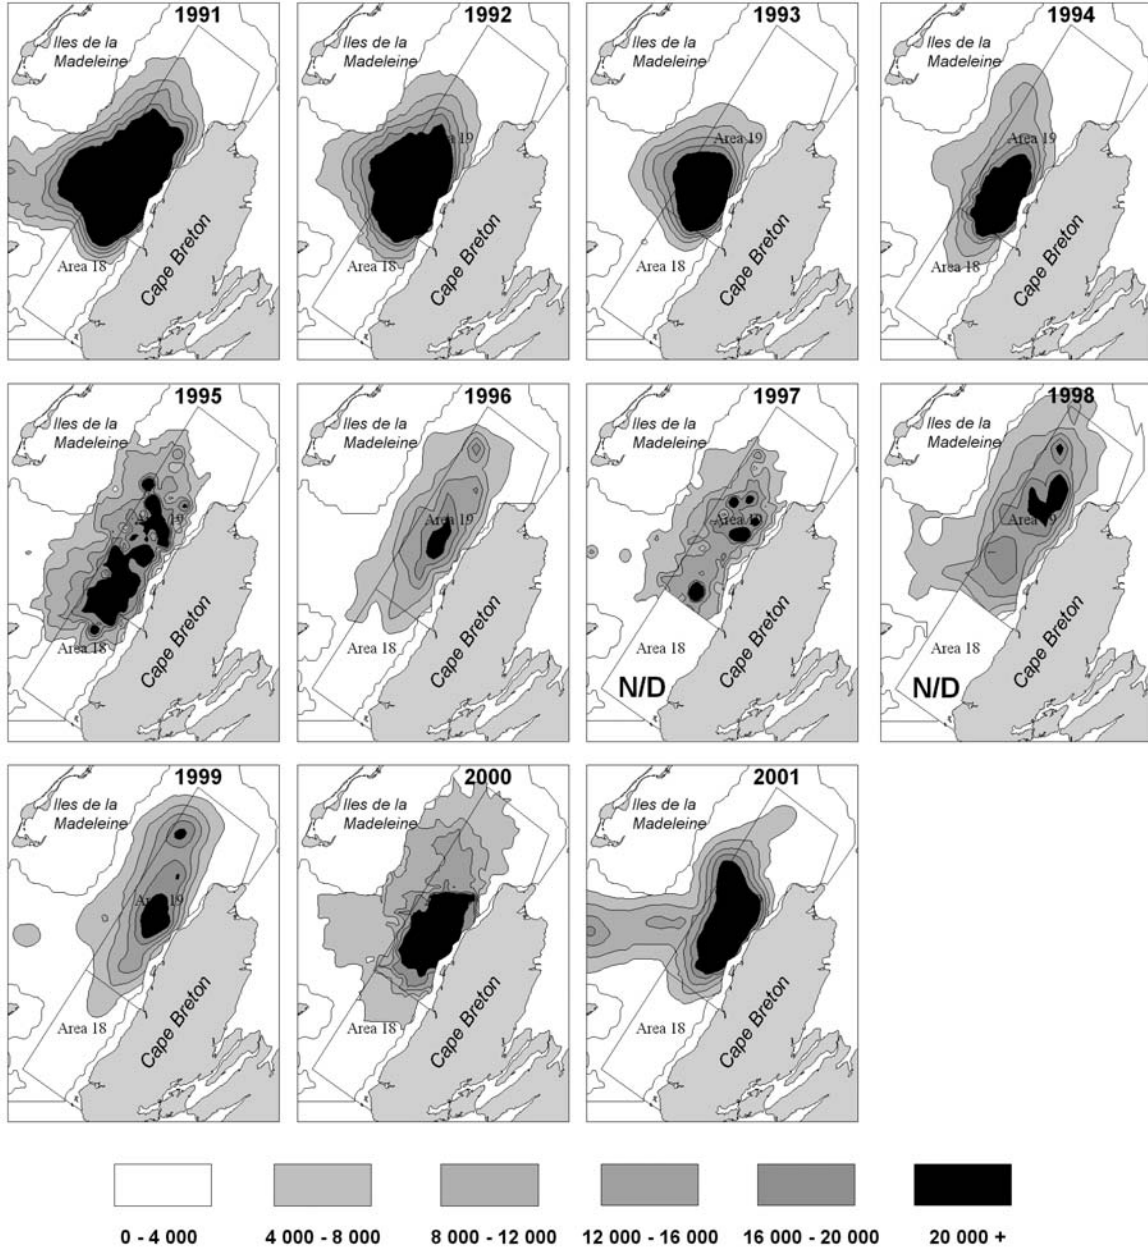 1991
Iles de la
Madeleine
Area 18
Cape Breton
1992
Iles de la
Madeleine
a 19
Area 18
Cape Breton
1993
Iles de la
Madeleine
Area 19
Area 18
Cape Breton
1994
Iles de la
Madeleine
Area 19
Area 18
Cape Breton
1995
Iles de la
Madeleine
19
Area 18
Cape Breton
1996
Iles de la
Madeleine
Area 19
Area 18
Cape Breton
1997
Iles de la
Madeleine
Area 19
Area 18
N/D
Cape Breton
1998
Iles de la
Madeleine
Area 19
Area 18
N/D
Cape Breton
1999
Iles de la
Madeleine
Area 19
Area 18
Cape Breton
2000
Iles de la
Madeleine
Area 18
Cape Breton
2001
Iles de la
Madeleine
Area 18
Cape Breton
0 - 4 000 4 000 - 8 000 8 000 - 12 000 12 000 - 16 000 16 000 - 20 000 20 000 +